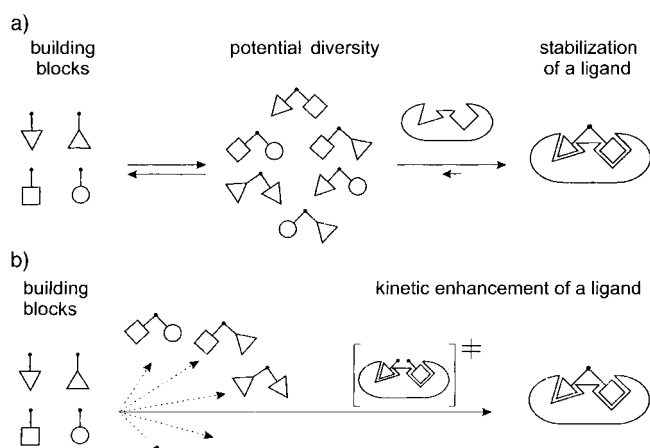 a)
building
blocks
potential diversity
stabilization
of a ligand
b)
building
blocks
kinetic enhancement of a ligand